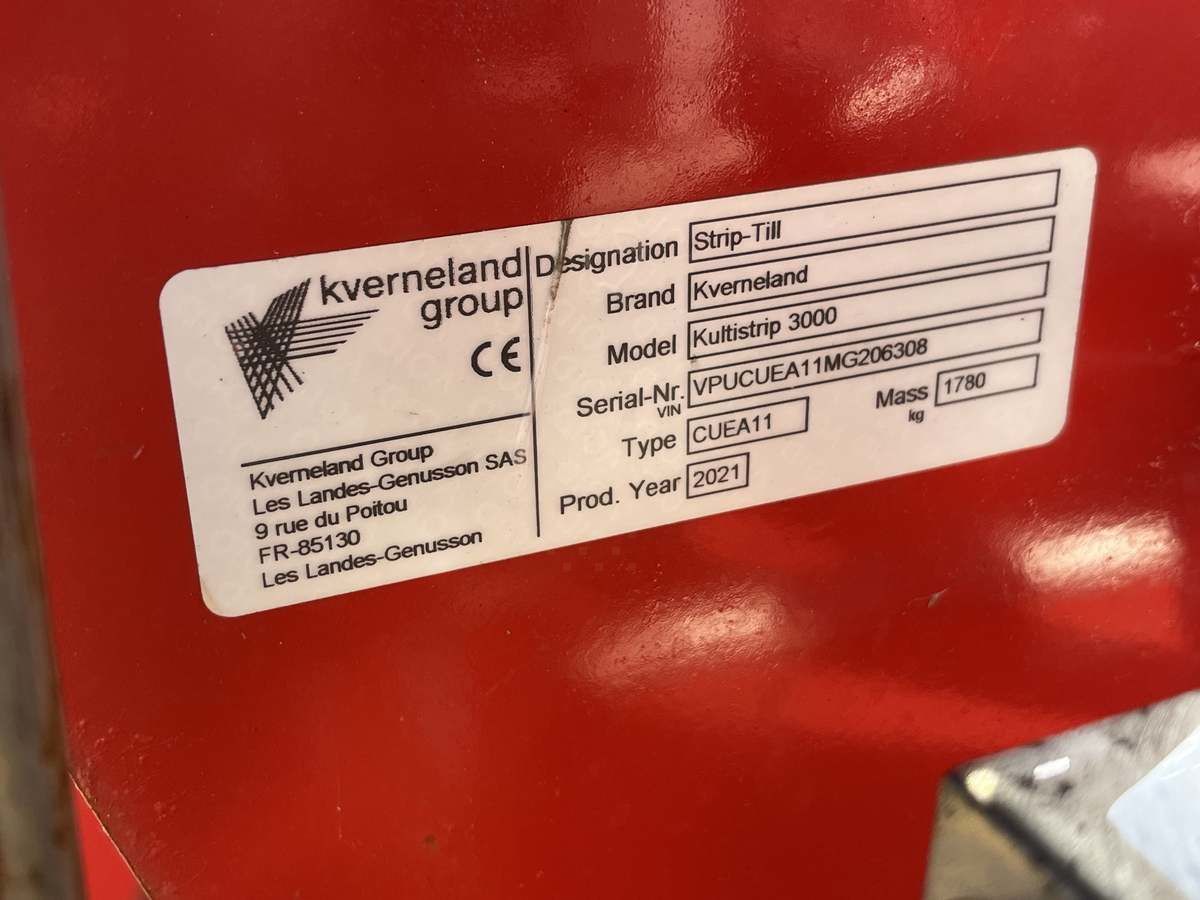 kverneland
group
CE
Kverneland Group
Les Landes-Genusson SAS
9 rue du Poitou
FR-85130
Les Landes-Genusson
Designation Strip-Till
Brand Kverneland
Model Kultistrip 3000
Serial-Nr. VPUCUEA11MG206308
VIN
Type CUEA11 Mass 1780
kg
Prod. Year 2021